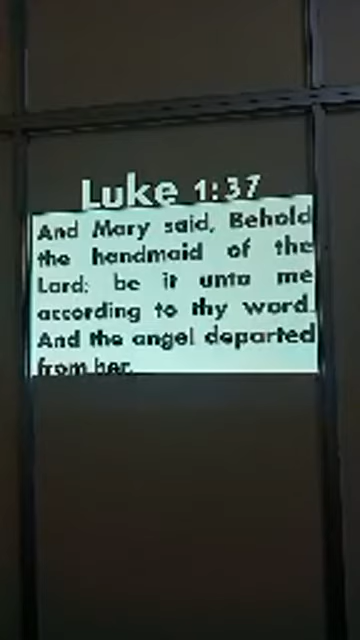 Luke 1:37
And Mary said, Behold
the handmaid of the
Lord; be it unto me
according to thy word.
And the angel departed
from her.